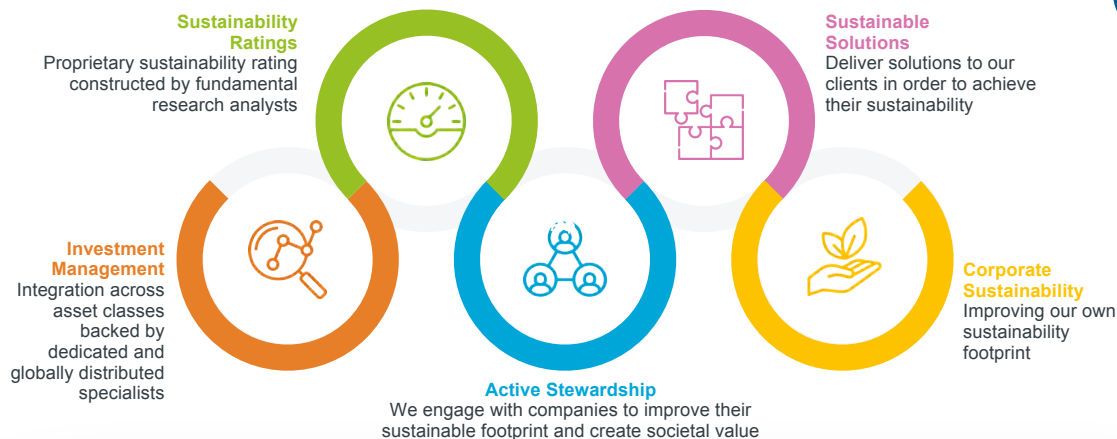 Sustainability
Ratings
Proprietary sustainability rating
constructed by fundamental
research analysts
Sustainable
Solutions
Deliver solutions to our
clients in order to achieve
their sustainability
Investment
Management
Integration across
asset classes
backed by
dedicated and
globally distributed
specialists
Active Stewardship
We engage with companies to improve their
sustainable footprint and create societal value
Corporate
Sustainability
Improving our own
sustainability
footprint